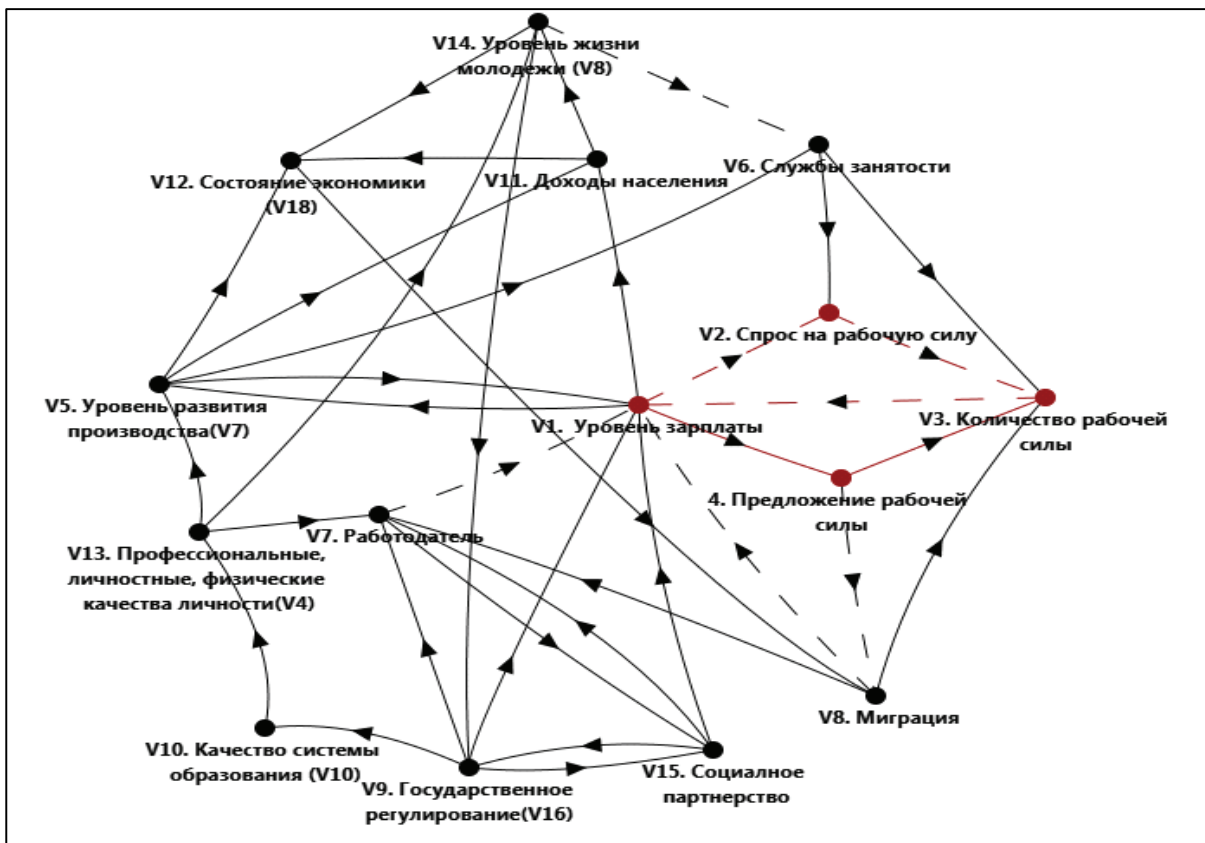 V14. Уровень жизни
молодежи (V8)
V6. Службы занятости
V12. Состояние экономики
(V18)
V11. Доходы населения
V2. Спрос на рабочую силу
V5. Уровень развития
производства(V7)
V1. Уровень зарплаты
V3. Количество рабочей
силы
4. Предложение рабочей
силы
V7. Работодатель
V13. Профессиональные,
личностные, физические
качества личности(V4)
V8. Миграция
V10. Качество системы
образования (V10)
V9. Государственное
регулирование(V16)
V15. Социалное
партнерство